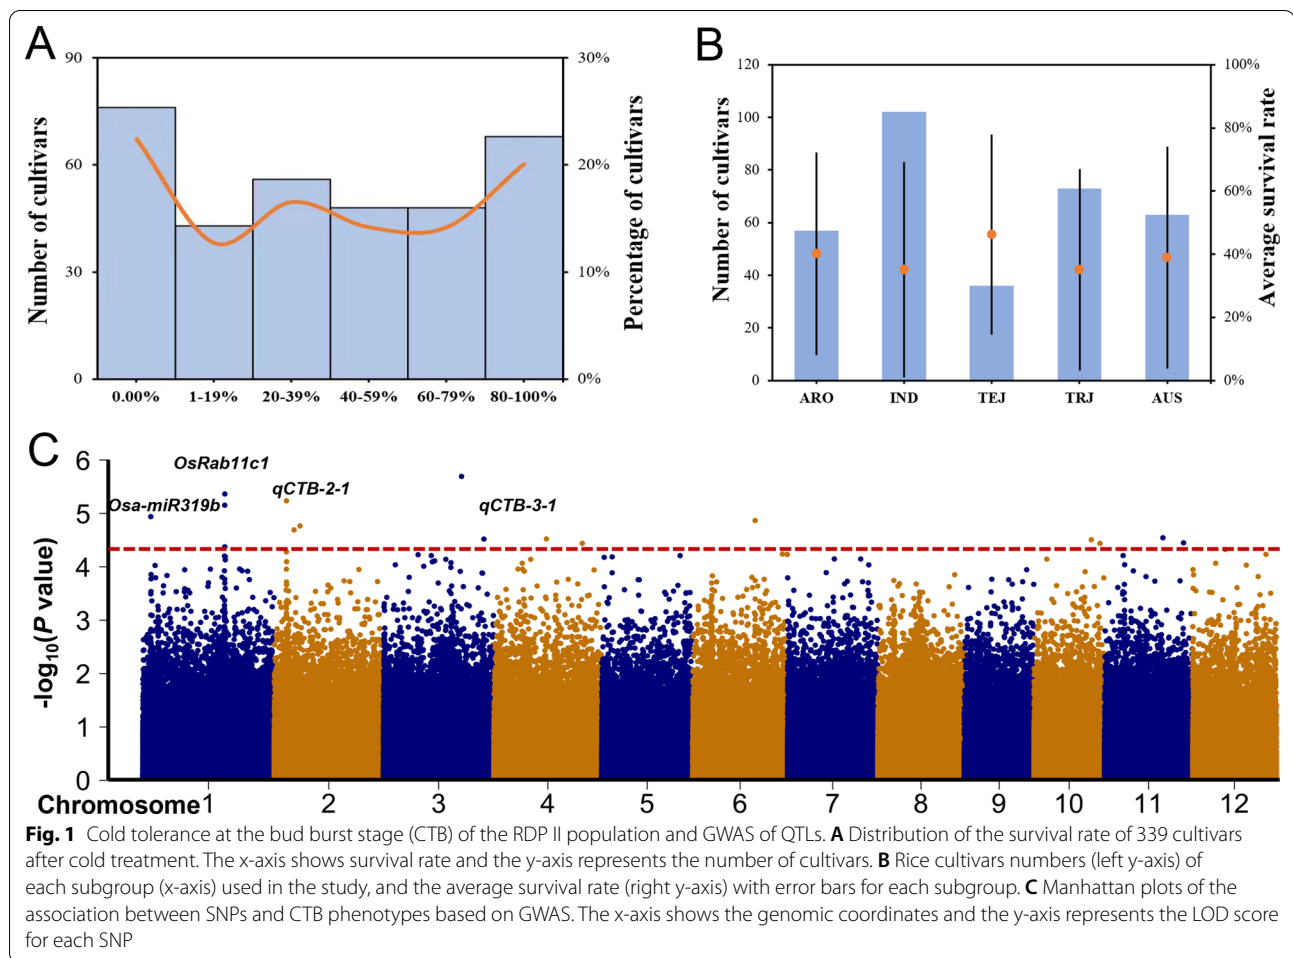 A
B
90
60
30
0
Number of cultivars
30%
20%
10%
0%
Percentage of cultivars
0.00% 1-19% 20-39% 40-59% 60-79% 80-100%
120
100
80
60
40
20
0
Number of cultivars
100%
80%
60%
40%
20%
0%
Average survival rate
ARO IND TEJ TRJ AUS
C
6
5
4
3
2
1
0
-log10(P value)
OsRab11c1
Osa-miR319b
qCTB-2-1
qCTB-3-1
Chromosome 1 2 3 4 5 6 7 8 9 10 11 12
Fig. 1 Cold tolerance at the bud burst stage (CTB) of the RDP II population and GWAS of QTLs. A Distribution of the survival rate of 339 cultivars
after cold treatment. The x-axis shows survival rate and the y-axis represents the number of cultivars. B Rice cultivars numbers (left y-axis) of
each subgroup (x-axis) used in the study, and the average survival rate (right y-axis) with error bars for each subgroup. C Manhattan plots of the
association between SNPs and CTB phenotypes based on GWAS. The x-axis shows the genomic coordinates and the y-axis represents the LOD score
for each SNP